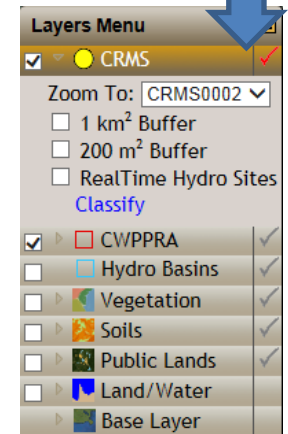 Layers Menu
CRMS
Zoom To: CRMS0002
1 km² Buffer
200 m² Buffer
RealTime Hydro Sites
Classify
CWPPRA
Hydro Basins
Vegetation
Soils
Public Lands
Land/Water
Base Layer